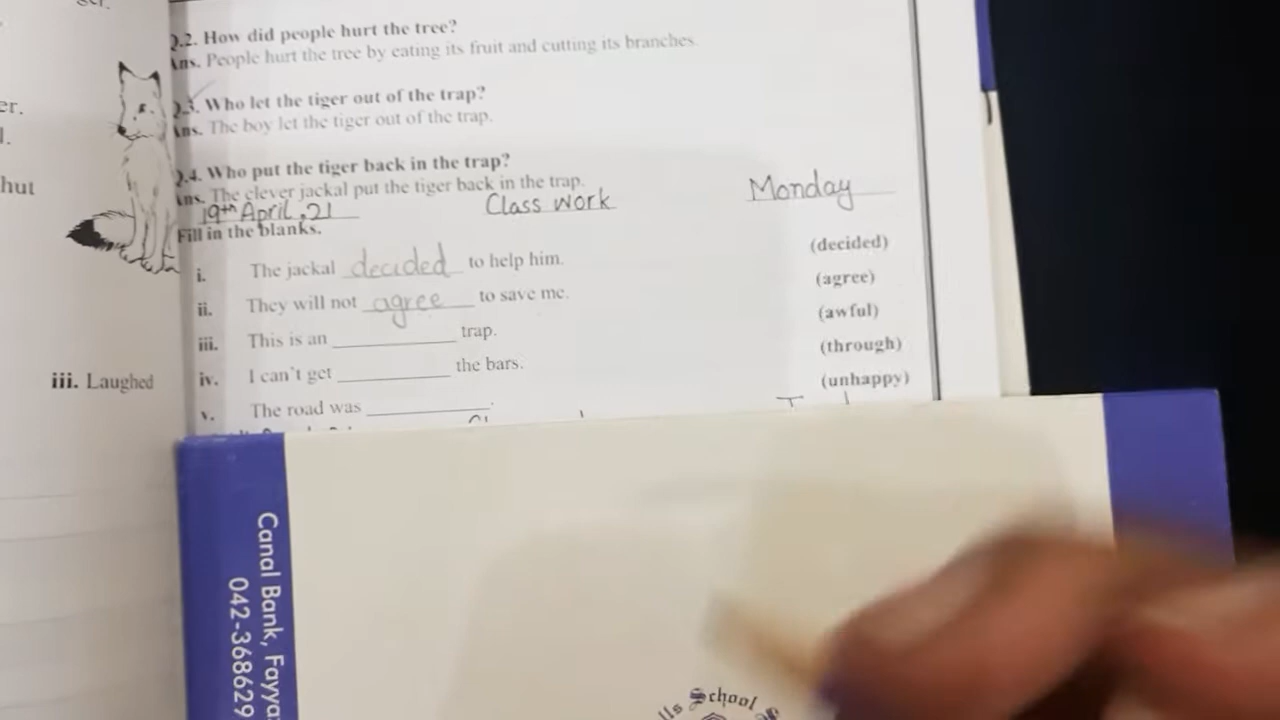 er.
l.
hut
iii. Laughed
Q.2. How did people hurt the tree?
Ans. People hurt the tree by eating its fruit and cutting its branches.
Q.3. Who let the tiger out of the trap?
Ans. The boy let the tiger out of the trap.
Q.4. Who put the tiger back in the trap?
Ans. The clever jackal put the tiger back in the trap.
19th April, 21 Class Work Monday
Fill in the blanks.
i. The jackal decided to help him. (decided)
ii. They will not agree to save me. (agree)
iii. This is an ________ trap. (awful)
iv. I can't get ________ the bars. (through)
v. The road was ________. (unhappy)
Canal Bank, Fayya
042-368629
lls School S